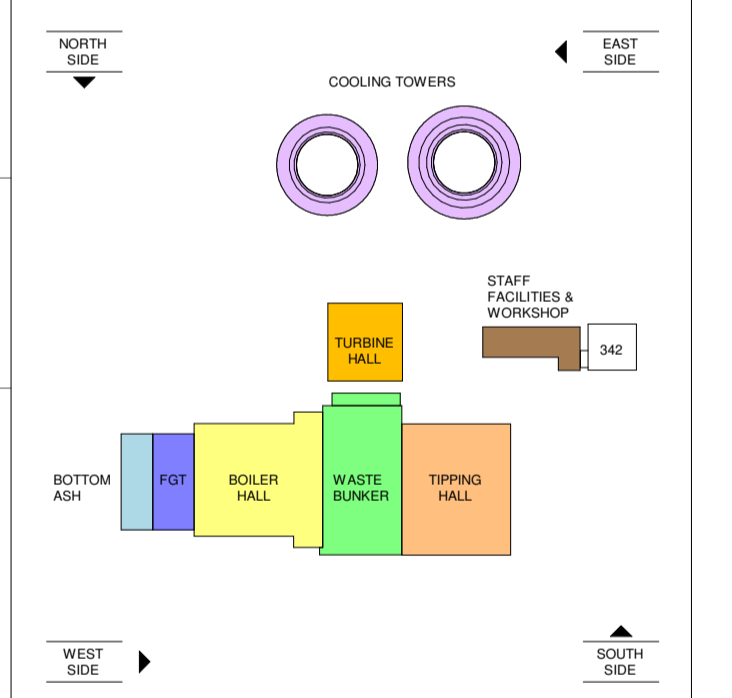 NORTH
SIDE
EAST
SIDE
COOLING TOWERS
STAFF
FACILITIES &
WORKSHOP
TURBINE
HALL
342
BOTTOM
ASH
FGT
BOILER
HALL
WASTE
BUNKER
TIPPING
HALL
WEST
SIDE
SOUTH
SIDE